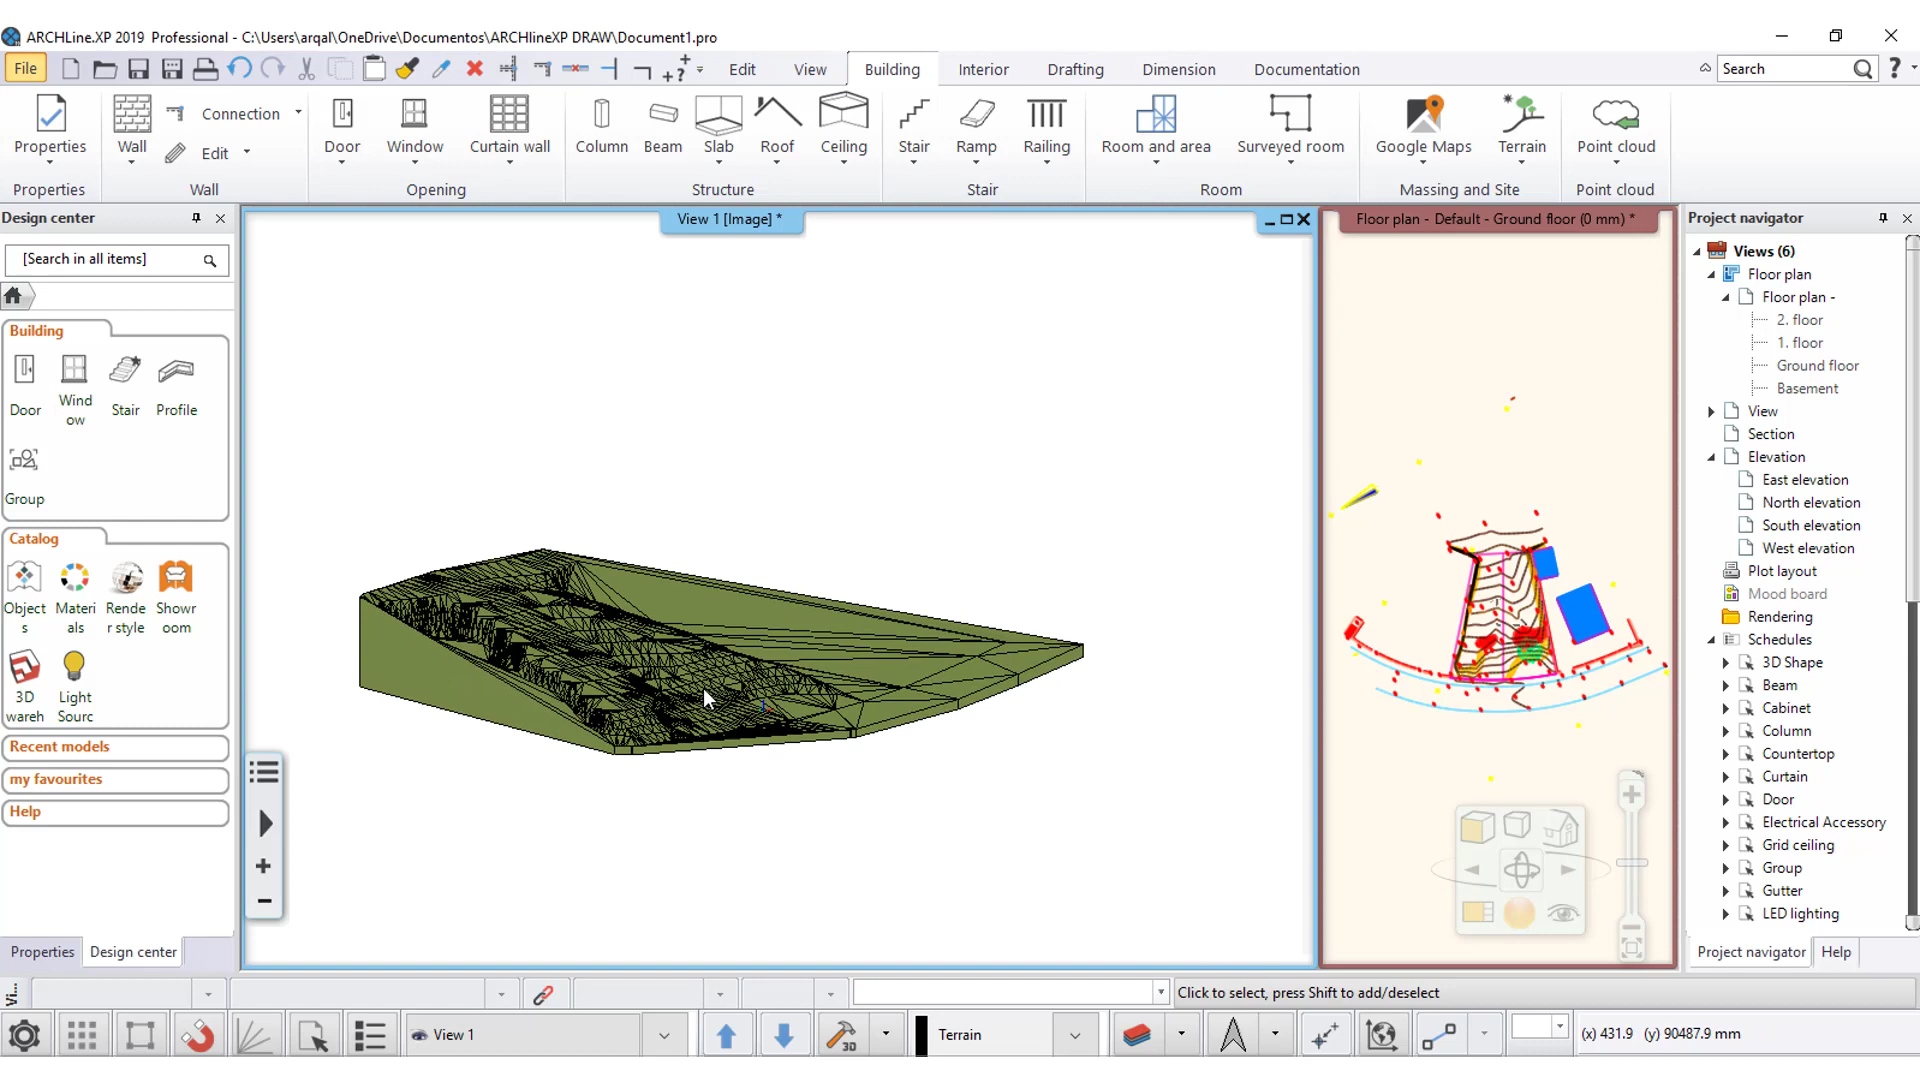 ARCHLine.XP 2019 Professional - C:\Users\arqal\OneDrive\Documentos\ARCHlineXP DRAW\Document1.pro
File
Edit
View
Building
Interior
Drafting
Dimension
Documentation
Search
?
Properties
Wall
Connection
Edit
Door
Window
Curtain wall
Column
Beam
Slab
Roof
Ceiling
Stair
Ramp
Railing
Room and area
Surveyed room
Google Maps
Terrain
Point cloud
Properties
Wall
Opening
Structure
Stair
Room
Massing and Site
Point cloud
Design center
View 1 [Image] *
Floor plan - Default - Ground floor (0 mm) *
Project navigator
[Search in all items]
Building
Door
Wind
ow
Stair
Profile
Group
Catalog
Object
s
Materi
als
Rende
r style
Showr
oom
3D
wareh
Light
Sourc
Recent models
my favourites
Help
Properties
Design center
Views (6)
Floor plan
Floor plan -
2. floor
1. floor
Ground floor
Basement
View
Section
Elevation
East elevation
North elevation
South elevation
West elevation
Plot layout
Mood board
Rendering
Schedules
3D Shape
Beam
Cabinet
Column
Countertop
Curtain
Door
Electrical Accessory
Grid ceiling
Group
Gutter
LED lighting
Project navigator
Help
Vi...
Click to select, press Shift to add/deselect
View 1
3D
Terrain
(x) 431.9 (y) 90487.9 mm